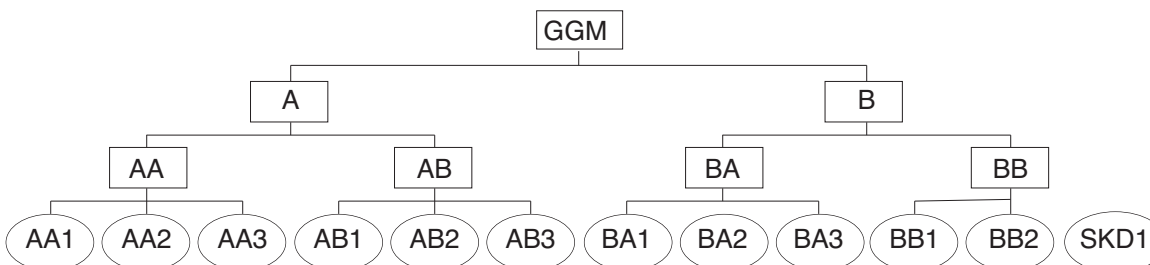 GGM
A B
AA AB BA BB
AA1 AA2 AA3 AB1 AB2 AB3 BA1 BA2 BA3 BB1 BB2 SKD1